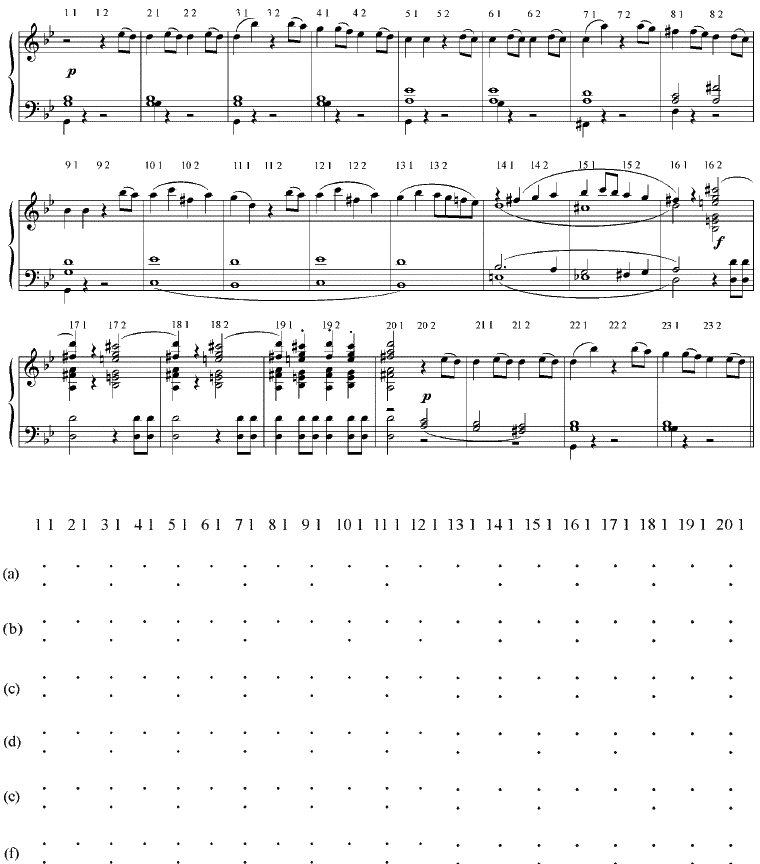 1 1 1 2 2 1 2 2 3 1 3 2 4 1 4 2 5 1 5 2 6 1 6 2 7 1 7 2 8 1 8 2
p
9 1 9 2 10 1 10 2 11 1 11 2 12 1 12 2 13 1 13 2 14 1 14 2 15 1 15 2 16 1 16 2
f
17 1 17 2 18 1 18 2 19 1 19 2 20 1 20 2 21 1 21 2 22 1 22 2 23 1 23 2
p
1 1 2 1 3 1 4 1 5 1 6 1 7 1 8 1 9 1 10 1 11 1 12 1 13 1 14 1 15 1 16 1 17 1 18 1 19 1 20 1
(a)
(b)
(c)
(d)
(e)
(f)